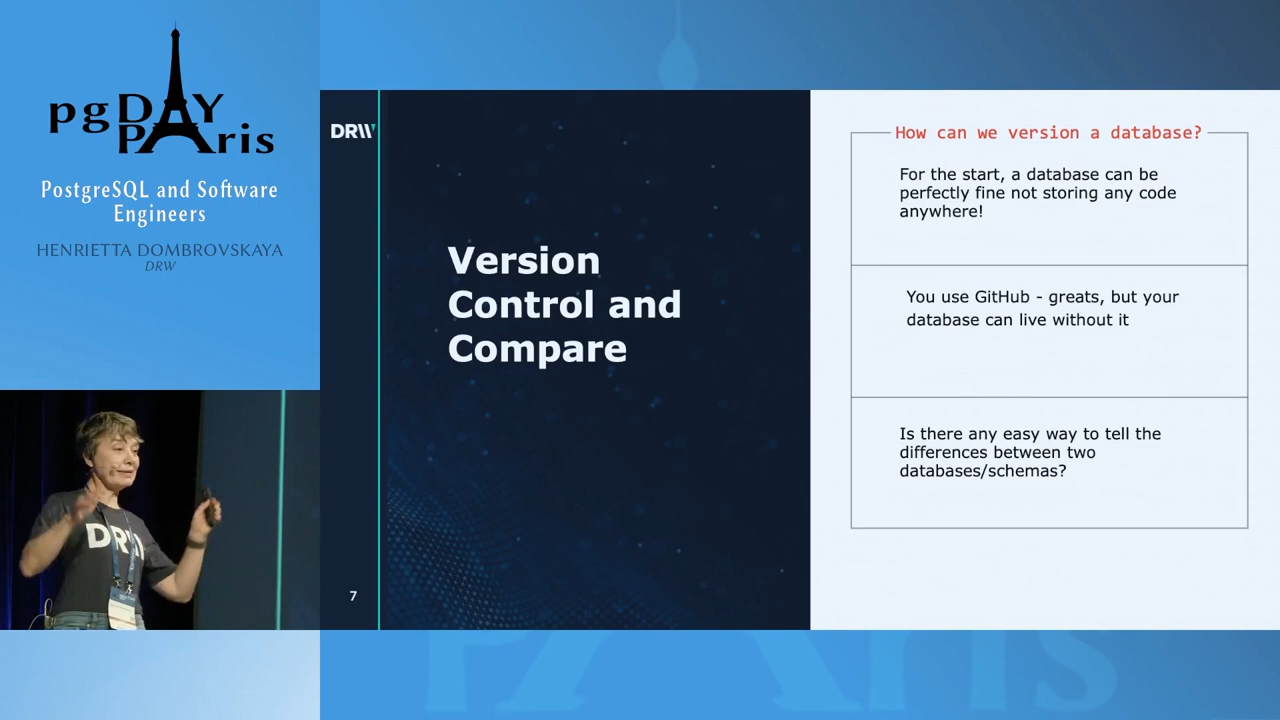 pgDAY
PAris
PostgreSQL and Software
Engineers
HENRIETTA DOMBROVSKAYA
DRW
DRW
7
Version
Control and
Compare
How can we version a database?
For the start, a database can be
perfectly fine not storing any code
anywhere!
You use GitHub - greats, but your
database can live without it
Is there any easy way to tell the
differences between two
databases/schemas?
DRW
PAris